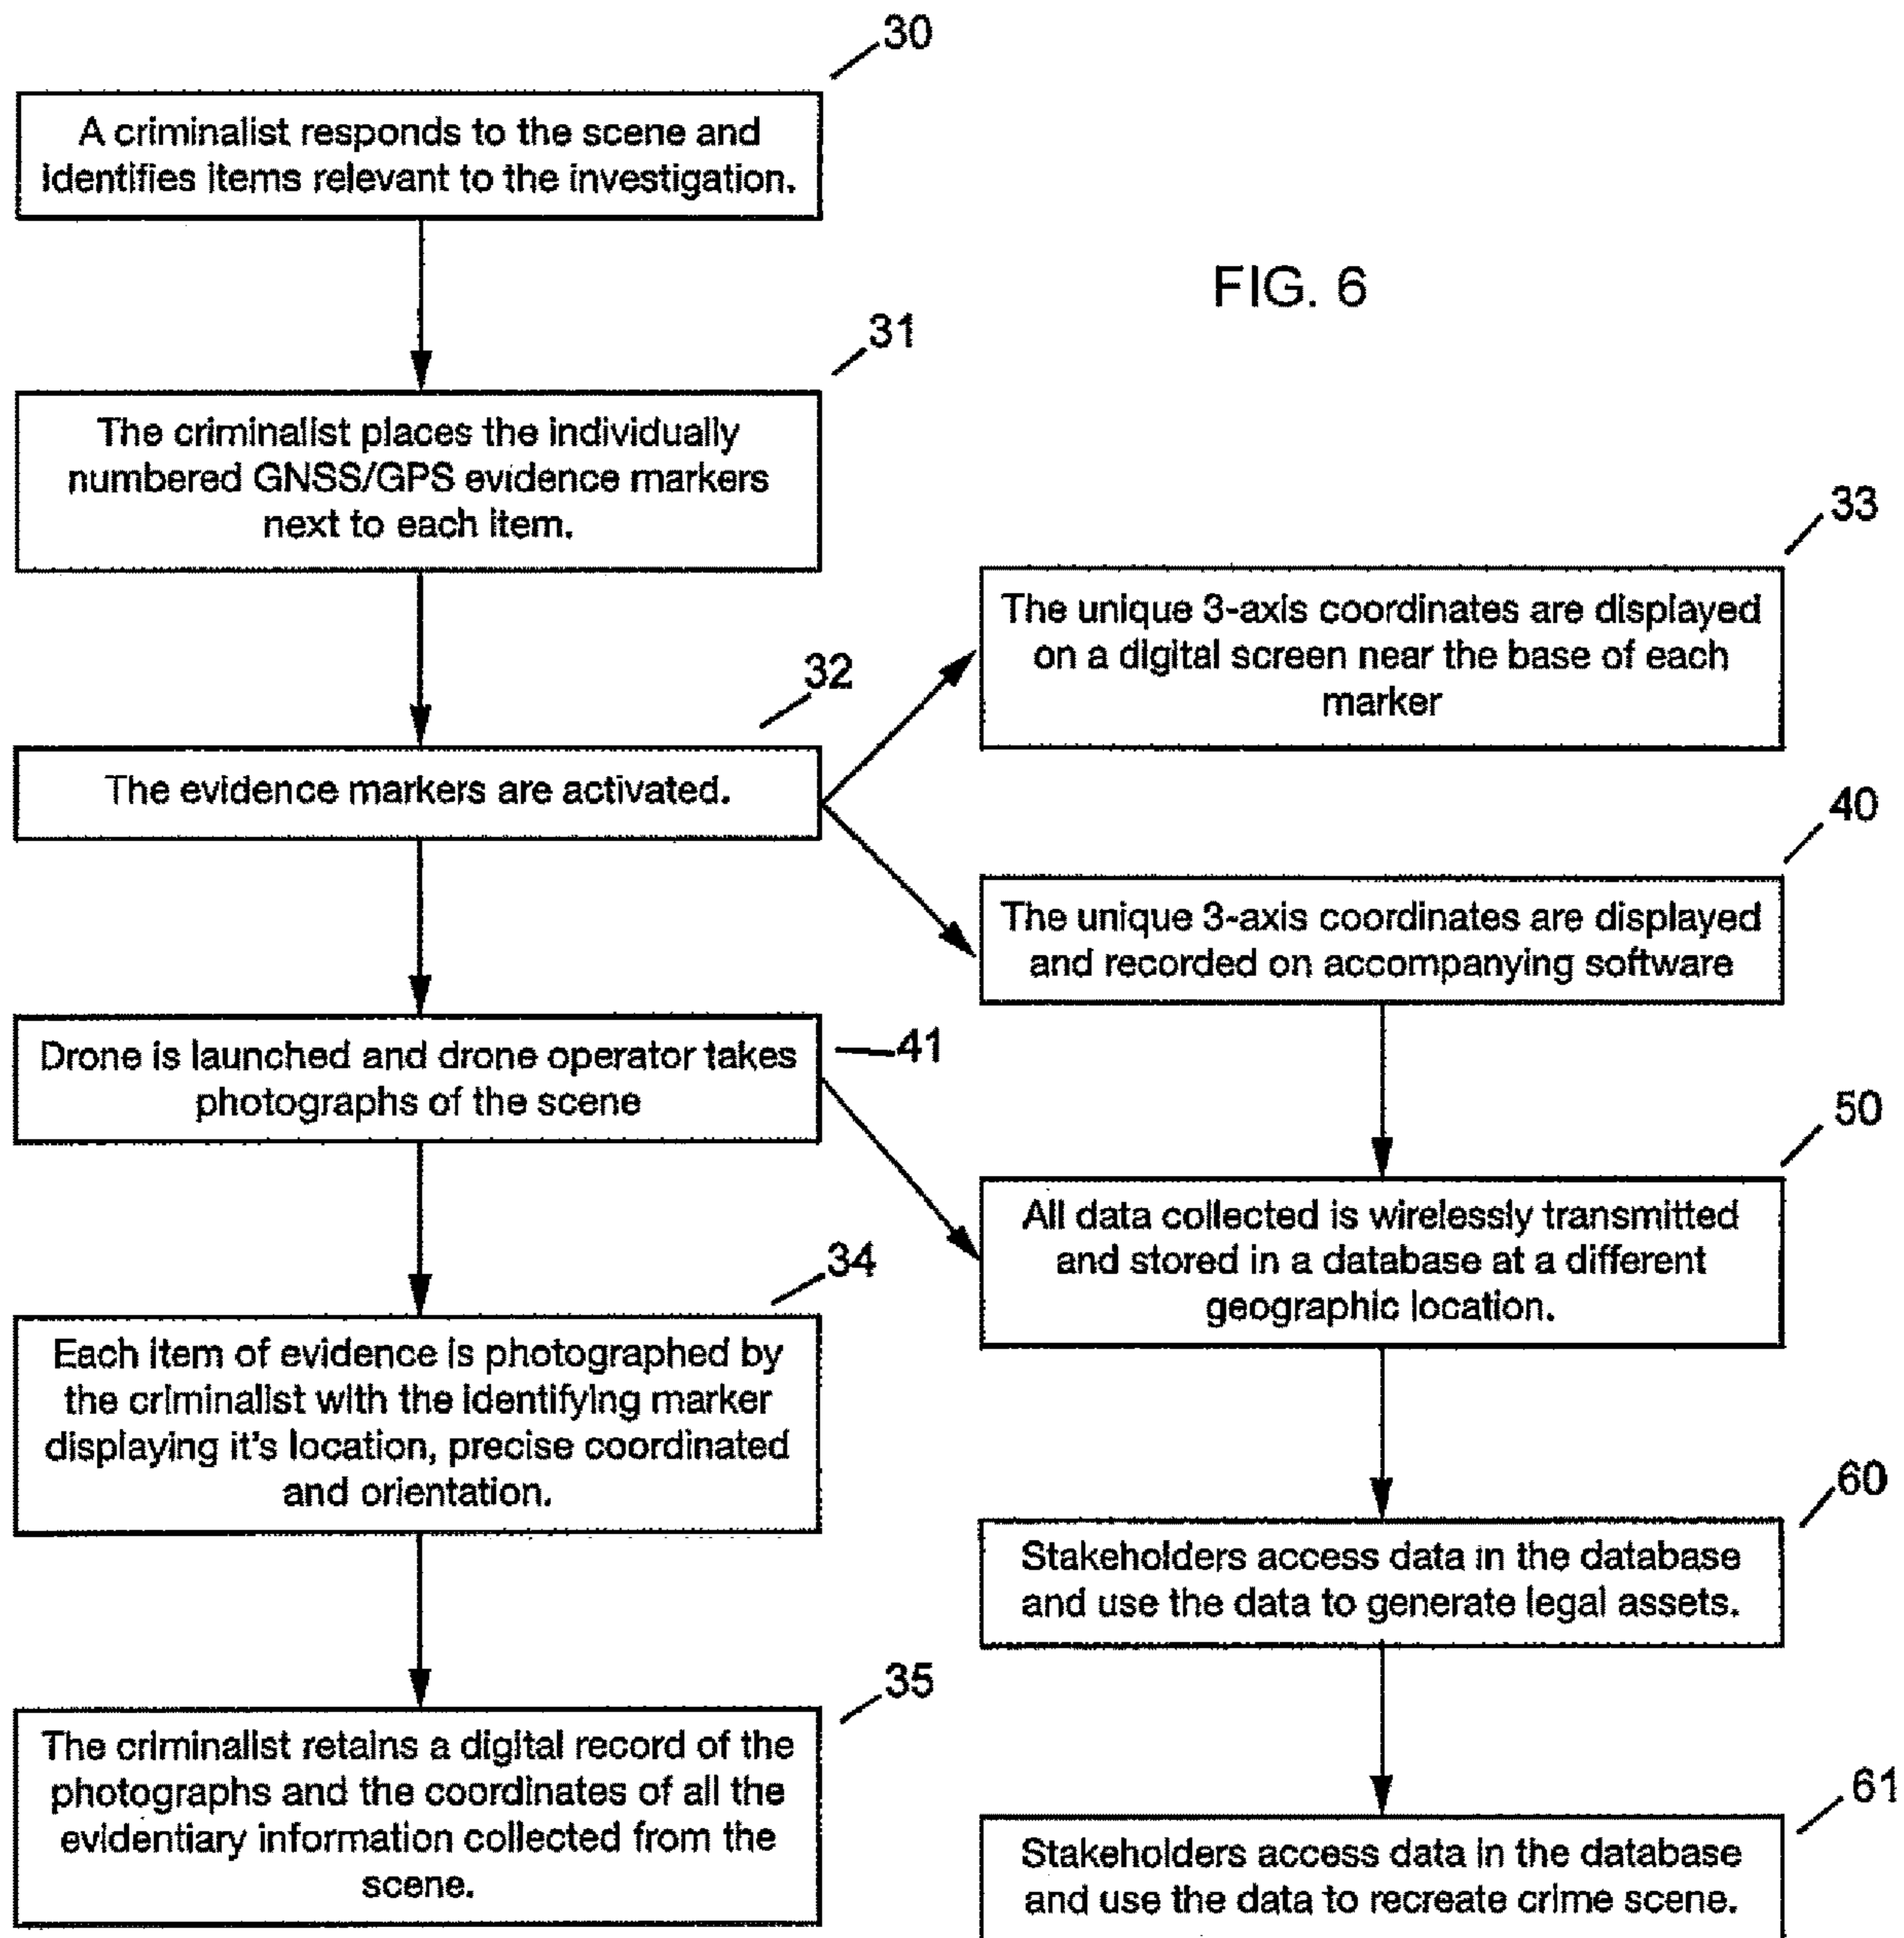 30
A criminalist responds to the scene and
identifies items relevant to the investigation.
FIG. 6
31
The criminalist places the individually
numbered GNSS/GPS evidence markers
next to each item.
33
The unique 3-axis coordinates are displayed
on a digital screen near the base of each
marker
32
The evidence markers are activated.
40
The unique 3-axis coordinates are displayed
and recorded on accompanying software
41
Drone is launched and drone operator takes
photographs of the scene
50
All data collected is wirelessly transmitted
and stored in a database at a different
geographic location.
34
Each item of evidence is photographed by
the criminalist with the identifying marker
displaying it's location, precise coordinated
and orientation.
60
Stakeholders access data in the database
and use the data to generate legal assets.
35
The criminalist retains a digital record of the
photographs and the coordinates of all the
evidentiary information collected from the
scene.
61
Stakeholders access data in the database
and use the data to recreate crime scene.